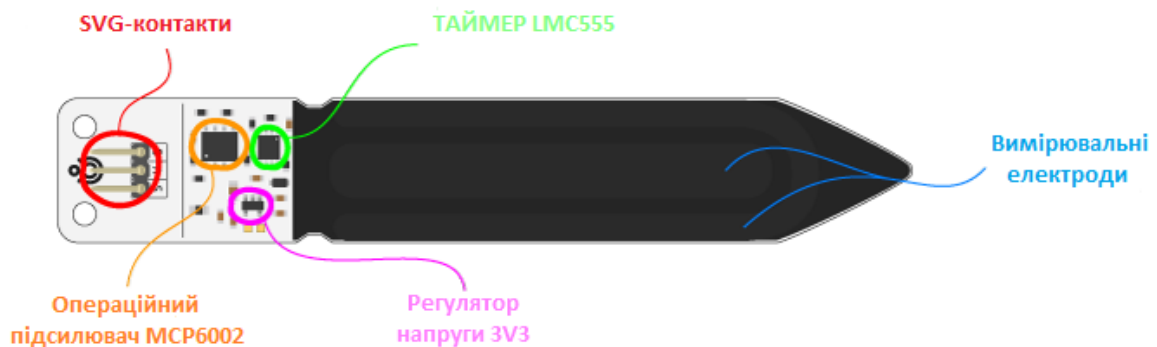 SVG-контакти
ТАЙМЕР LMC555
Вимірювальні
електроди
Операційний
підсилювач MCP6002
Регулятор
напруги 3V3